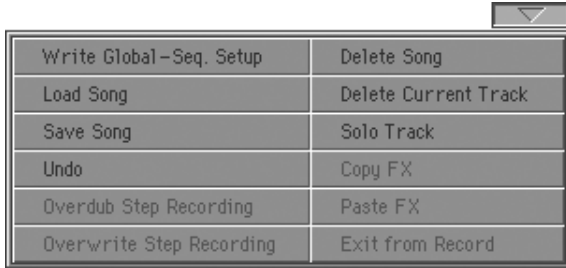 Write Global-Seq. Setup
Delete Song
Load Song
Delete Current Track
Save Song
Solo Track
Undo
Copy FX
Overdub Step Recording
Paste FX
Overwrite Step Recording
Exit from Record